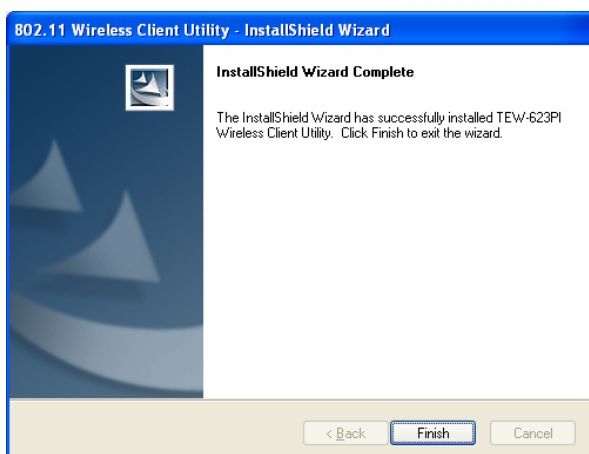 802.11 Wireless Client Utility - InstallShield Wizard
InstallShield Wizard Complete
The InstallShield Wizard has successfully installed TEW-623PI
Wireless Client Utility. Click Finish to exit the wizard.
< Back
Finish
Cancel